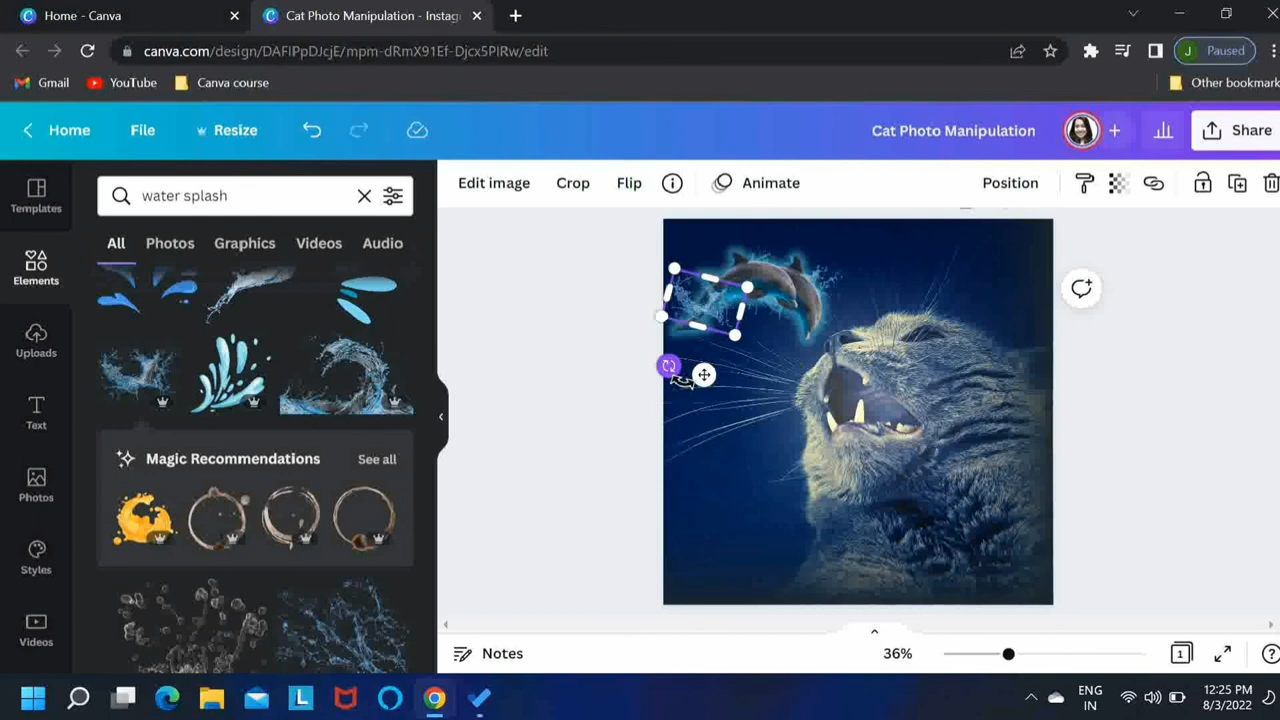 Home - Canva
Cat Photo Manipulation - Instag
canva.com/design/DAFIPpDJcjE/mpm-dRmX91Ef-Djcx5PIRw/edit
J Paused
Gmail YouTube Canva course Other bookmark
Home File Resize Cat Photo Manipulation Share
Templates
water splash
Edit image Crop Flip Animate Position
All Photos Graphics Videos Audio
Elements
Uploads
Text
Magic Recommendations See all
Photos
Styles
Videos
Notes 36% 1
L
ENG
IN
12:25 PM
8/3/2022